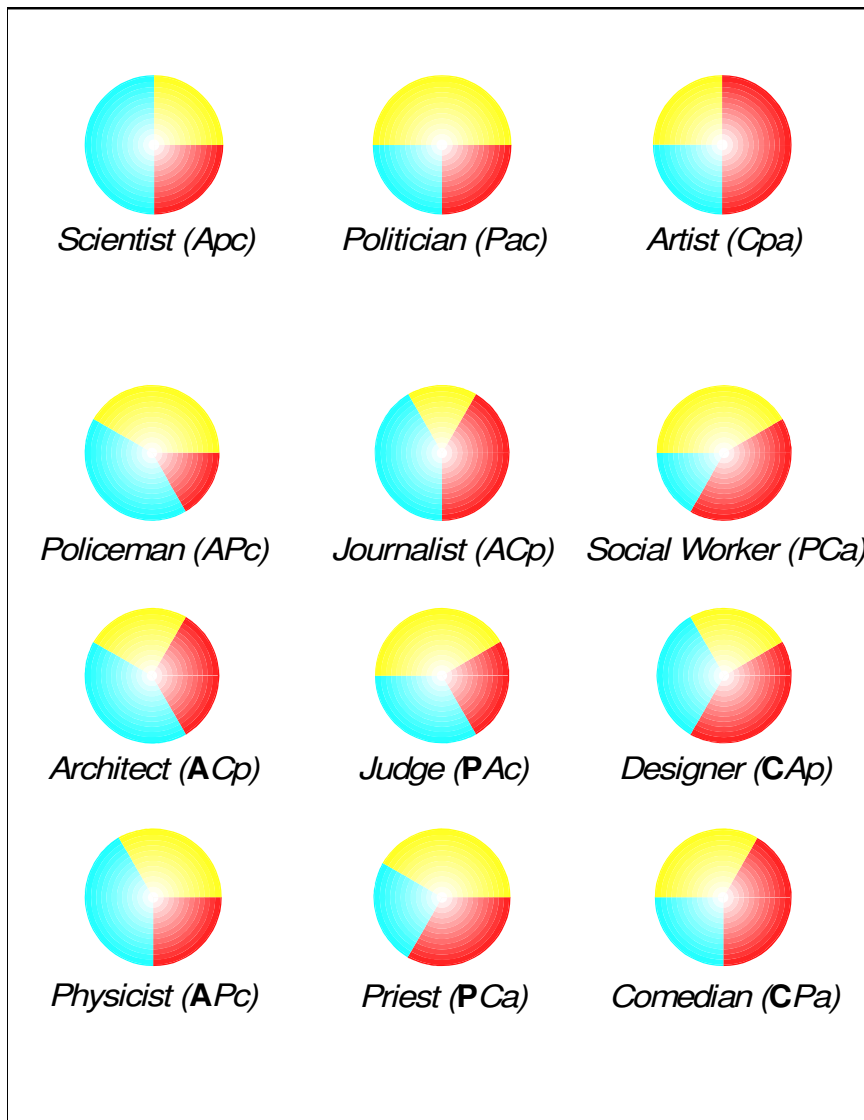 Scientist (Apc)
Politician (Pac)
Artist (Cpa)
Policeman (APc)
Journalist (ACp)
Social Worker (PCa)
Architect (ACp)
Judge (PAc)
Designer (CAp)
Physicist (APc)
Priest (PCa)
Comedian (CPa)